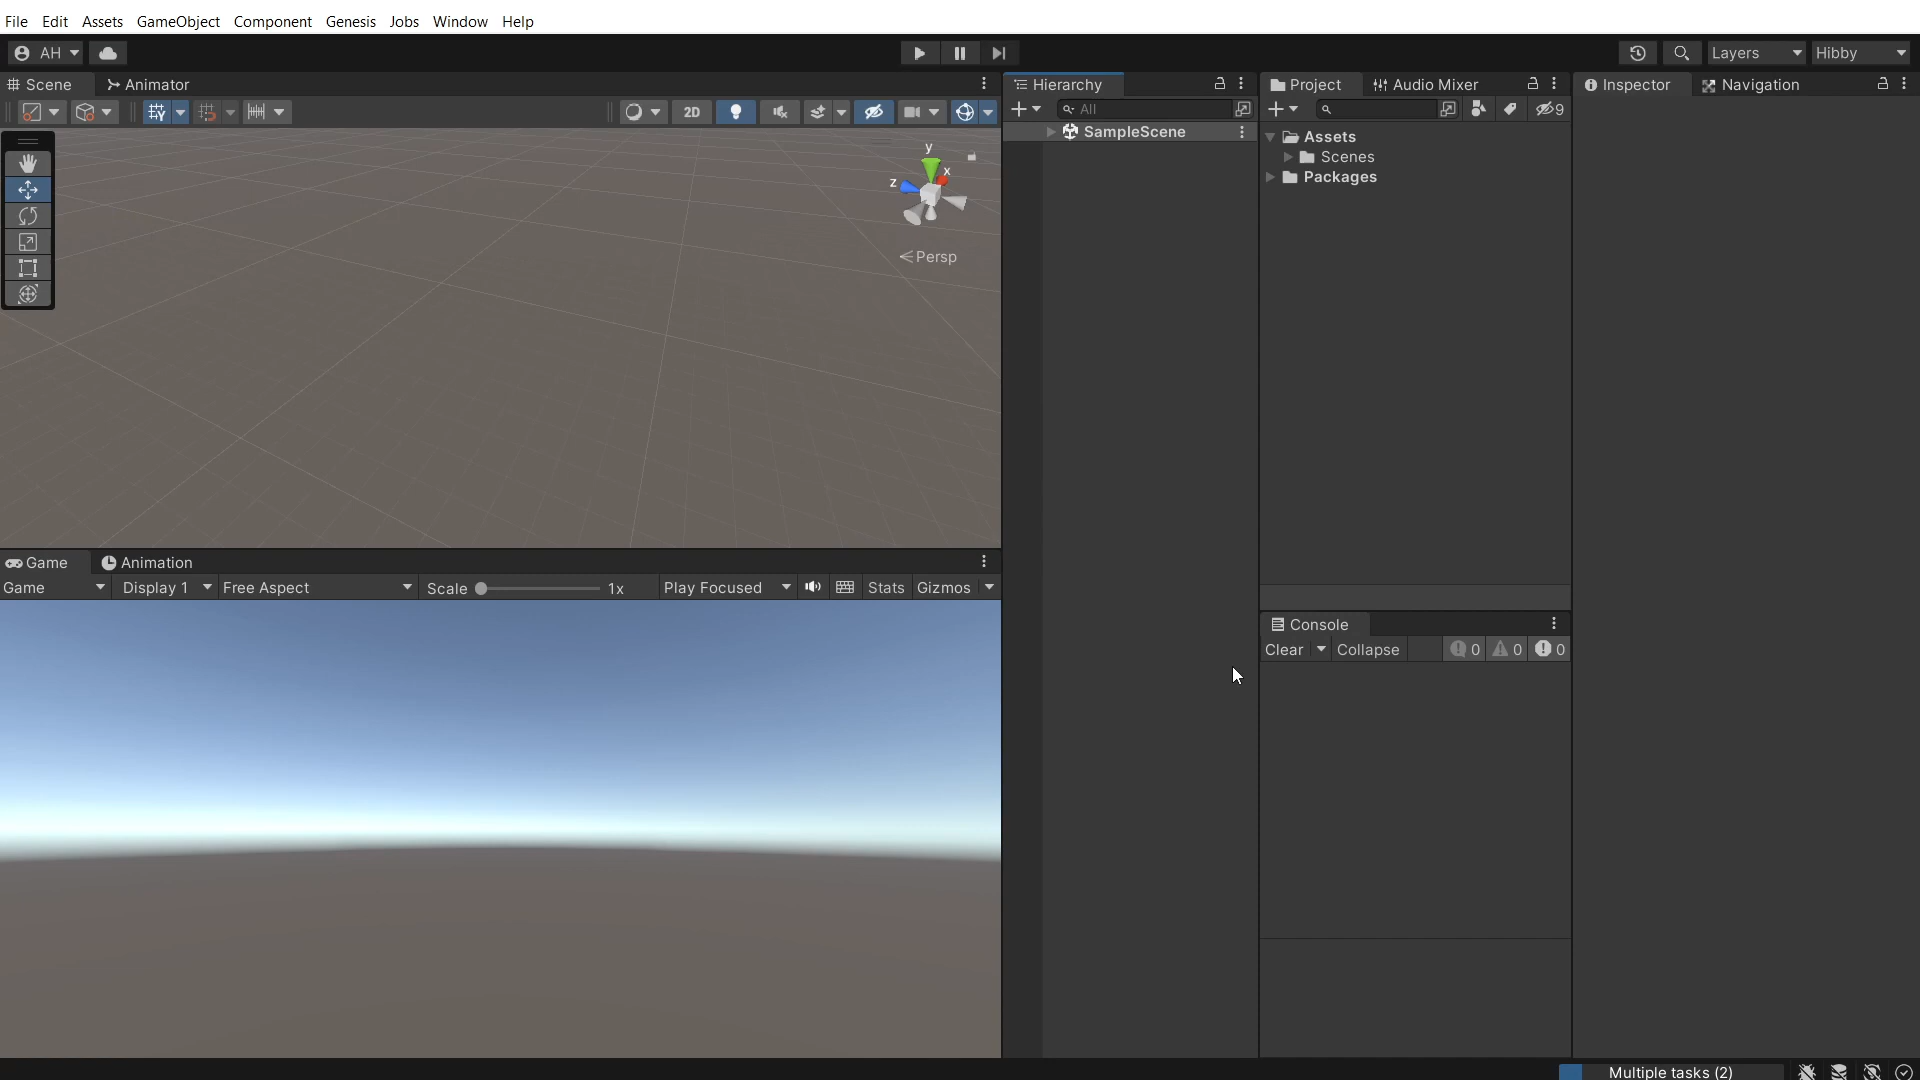 File Edit Assets GameObject Component Genesis Jobs Window Help
AH Layers Hibby
Scene Animator Hierarchy Project Audio Mixer Inspector Navigation
2D All 9
SampleScene
Assets
Scenes
Packages
y
x
z
Persp
Game Animation
Game Display 1 Free Aspect Scale 1x Play Focused Stats Gizmos
Console
Clear Collapse 0 0 0
Multiple tasks (2)